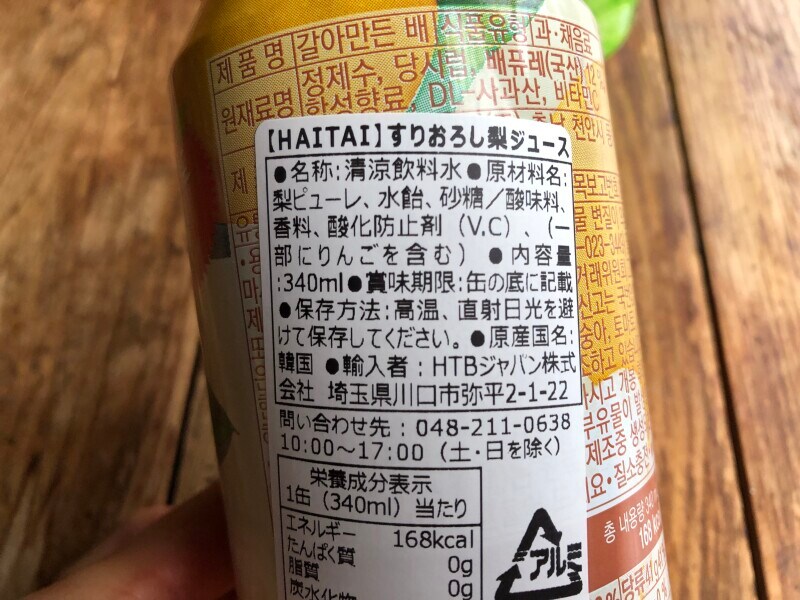 제품명 갈아만든 배 식품유형 과·채음료
원재료명 정제수, 당시럽, 배퓨레(국산)
합성향료, DL-사과산, 비타민C
【HAITAI】すりおろし梨ジュース
●名称:清涼飲料水●原材料名:
梨ピューレ、水飴、砂糖／酸味料、
香料、酸化防止剤（V.C）、（一
部にりんごを含む）●内容量
:340ml●賞味期限:缶の底に記載
●保存方法:高温、直射日光を避
けて保存してください。●原産国名:
韓国 ●輸入者：HTBジャパン株式
会社 埼玉県川口市弥平2-1-22
問い合わせ先：048-211-0638
10:00～17:00（土・日を除く）
栄養成分表示
1缶（340ml）当たり
エネルギー 168kcal
たんぱく質 0g
脂質 0g
炭水化物
アルミ
총 내용량 340
168 kcal
당류 41g